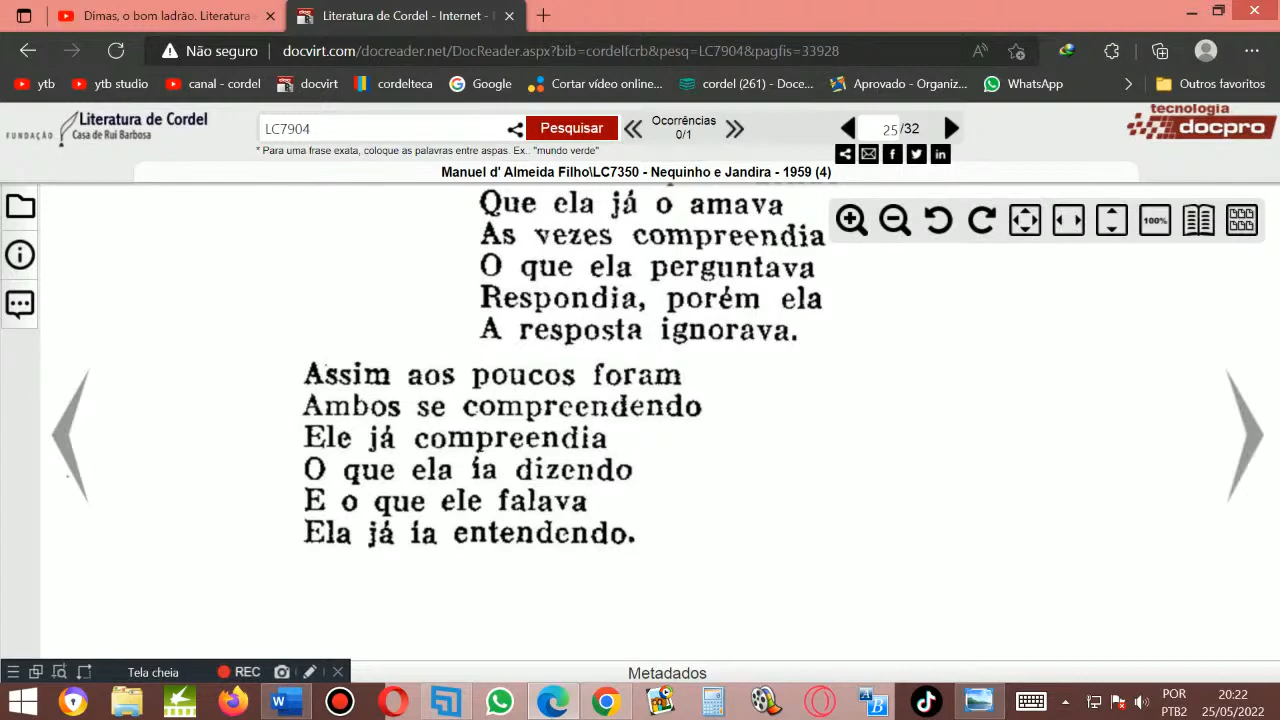 Dimas, o bom ladrão. Literatura
Literatura de Cordel - Internet -
Não seguro
docvirt.com/docreader.net/DocReader.aspx?bib=cordelfcrb&pesq=LC7904&pagfis=33928
ytb
ytb studio
canal - cordel
docvirt
cordelteca
Google
Cortar vídeo online...
cordel (261) - Doce...
Aprovado - Organiz...
WhatsApp
Outros favoritos
FUNDAÇÃO
Literatura de Cordel
Casa de Rui Barbosa
LC7904
Pesquisar
Ocorrências
0/1
25 /32
tecnologia
docpro
* Para uma frase exata, coloque as palavras entre aspas. Ex.. "mundo verde"
Manuel d' Almeida Filho\LC7350 - Nequinho e Jandira - 1959 (4)
100%
Que ela já o amava
As vezes compreendia
O que ela perguntava
Respondia, porém ela
A resposta ignorava.
Assim aos poucos foram
Ambos se compreendendo
Ele já compreendia
O que ela ía dizendo
E o que ele falava
Ela já ía entendendo.
Tela cheia
REC
Metadados
POR
PTB2
20:22
25/05/2022